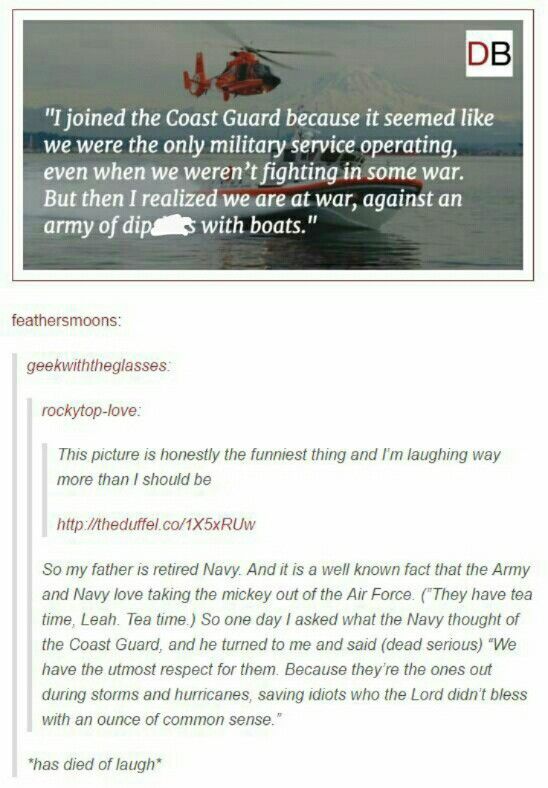 DB
"I joined the Coast Guard because it seemed like
we were the only military service operating,
even when we weren't fighting in some war.
But then I realized we are at war, against an
army of dip s with boats."
feathersmoons:
geekwiththeglasses:
rockytop-love:
This picture is honestly the funniest thing and I'm laughing way
more than I should be
http://theduffel.co/1X5xRUw
So my father is retired Navy. And it is a well known fact that the Army
and Navy love taking the mickey out of the Air Force. ("They have tea
time, Leah. Tea time.) So one day I asked what the Navy thought of
the Coast Guard, and he turned to me and said (dead serious) "We
have the utmost respect for them. Because they're the ones out
during storms and hurricanes, saving idiots who the Lord didn't bless
with an ounce of common sense."
*has died of laugh*